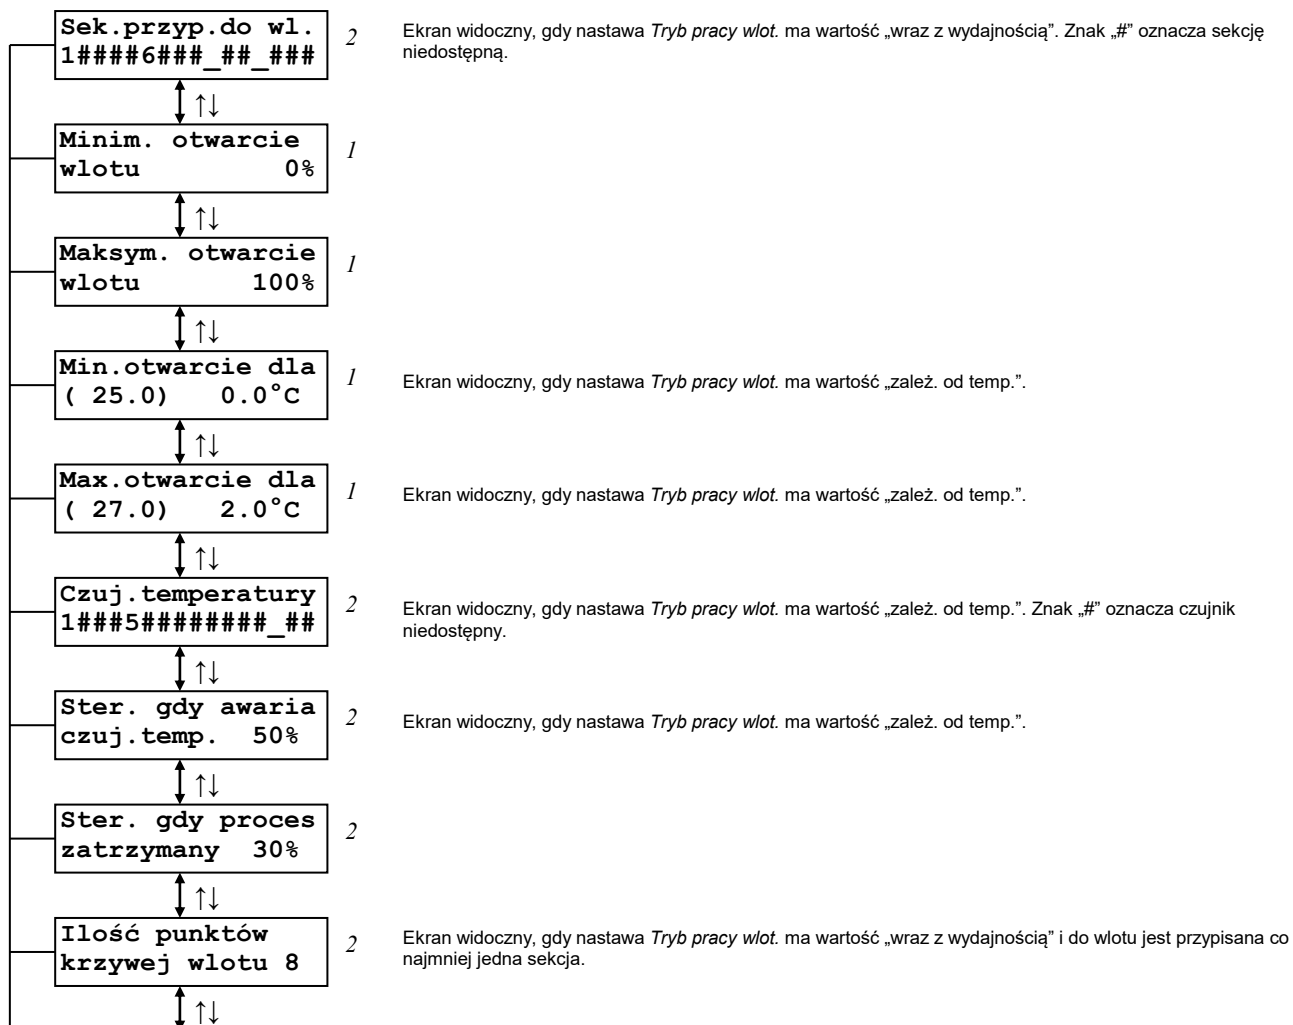 Sek.przyp.do wl.
1####6###_##_###
2
Ekran widoczny, gdy nastawa Tryb pracy wlot. ma wartość „wraz z wydajnością”. Znak „#” oznacza sekcję
niedostępną.
↑↓
Minim. otwarcie
wlotu 0%
1
↑↓
Maksym. otwarcie
wlotu 100%
1
↑↓
Min.otwarcie dla
( 25.0) 0.0°C
1
Ekran widoczny, gdy nastawa Tryb pracy wlot. ma wartość „zależ. od temp.”.
↑↓
Max.otwarcie dla
( 27.0) 2.0°C
1
Ekran widoczny, gdy nastawa Tryb pracy wlot. ma wartość „zależ. od temp.”.
↑↓
Czuj.temperatury
1###5########_##
2
Ekran widoczny, gdy nastawa Tryb pracy wlot. ma wartość „zależ. od temp.”. Znak „#” oznacza czujnik
niedostępny.
↑↓
Ster. gdy awaria
czuj.temp. 50%
2
Ekran widoczny, gdy nastawa Tryb pracy wlot. ma wartość „zależ. od temp.”.
↑↓
Ster. gdy proces
zatrzymany 30%
2
↑↓
Ilość punktów
krzywej wlotu 8
2
Ekran widoczny, gdy nastawa Tryb pracy wlot. ma wartość „wraz z wydajnością” i do wlotu jest przypisana co
najmniej jedna sekcja.
↑↓